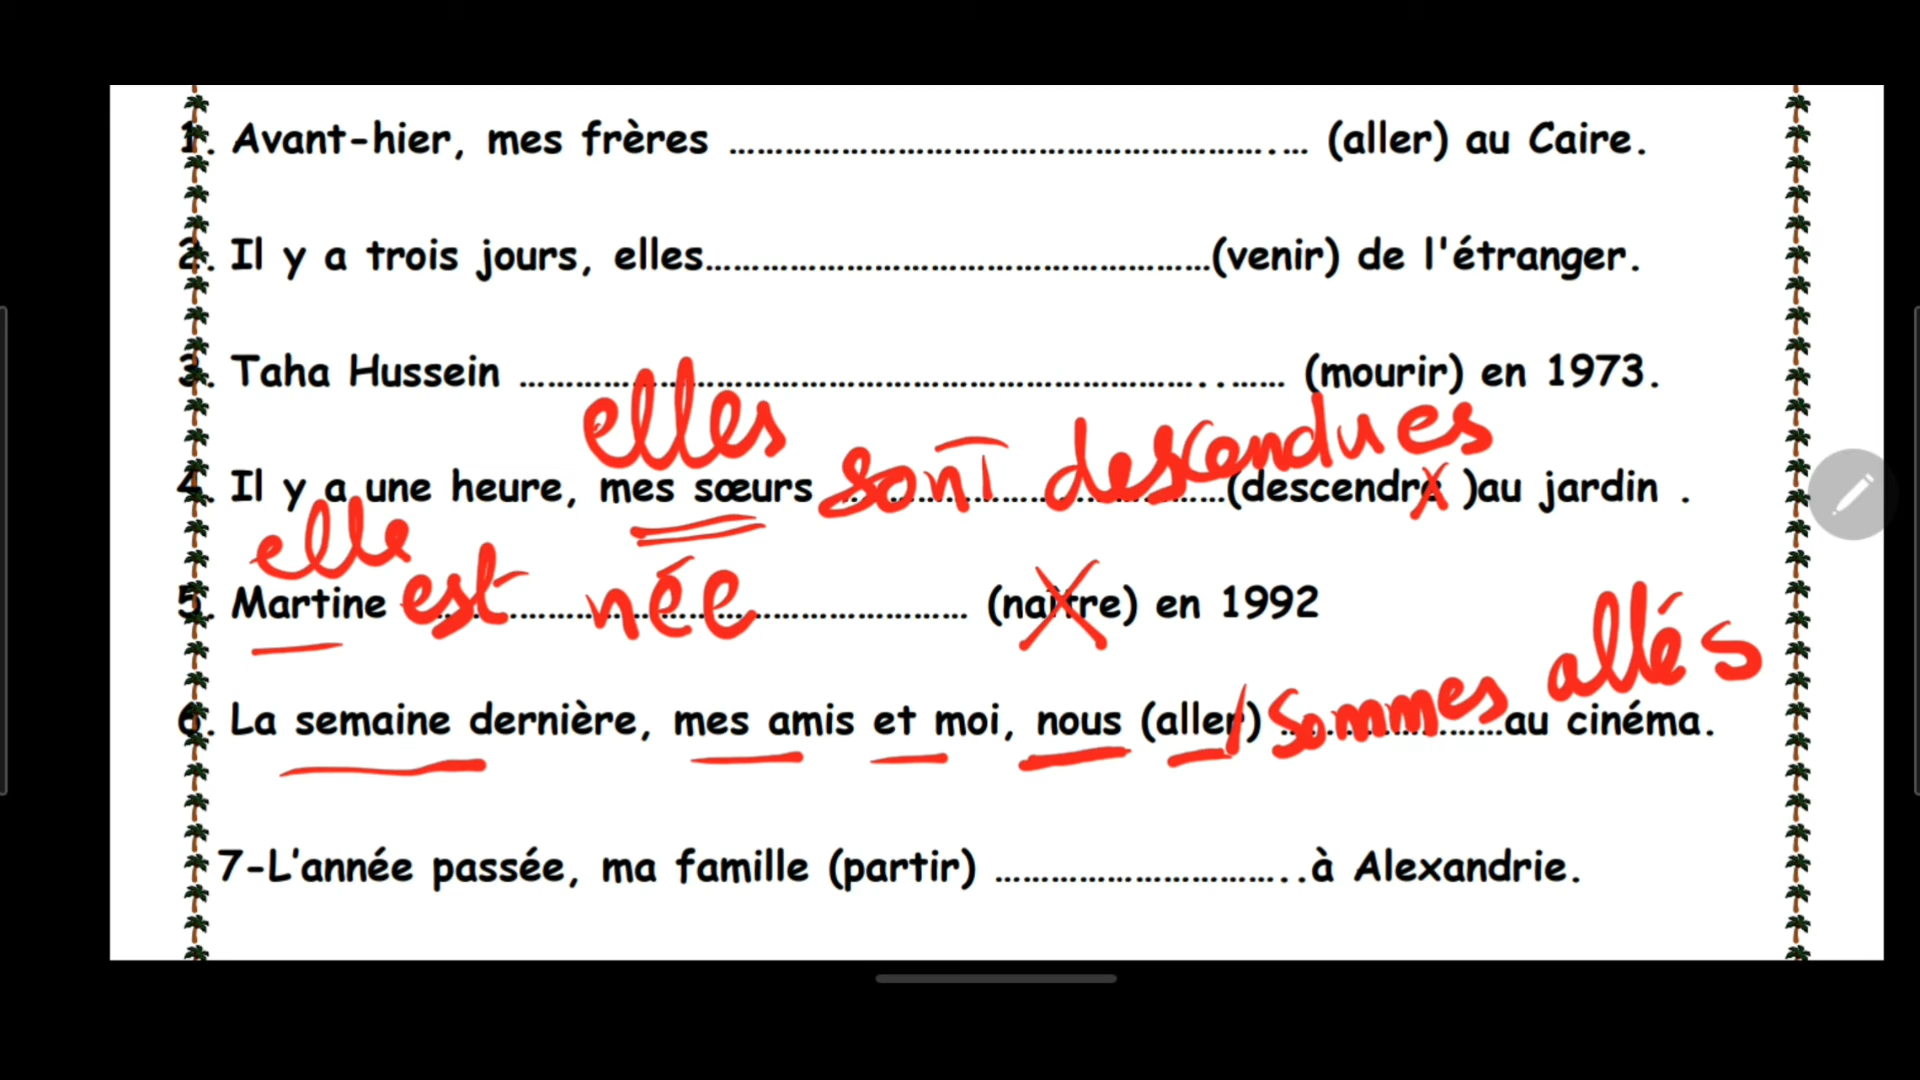 1. Avant-hier, mes frères ……………………………………………….… (aller) au Caire.
2. Il y a trois jours, elles………………………………………………(venir) de l'étranger.
3. Taha Hussein ……………………………………………………………..…… (mourir) en 1973.
elles sont descendues
4. Il y a une heure, mes sœurs …………………………………(descendre )au jardin .
elle
5. Martine est née ………………………………………………… (naître) en 1992
allés
6. La semaine dernière, mes amis et moi, nous (aller) sommes …………………au cinéma.
7-L'année passée, ma famille (partir) ………………………..à Alexandrie.